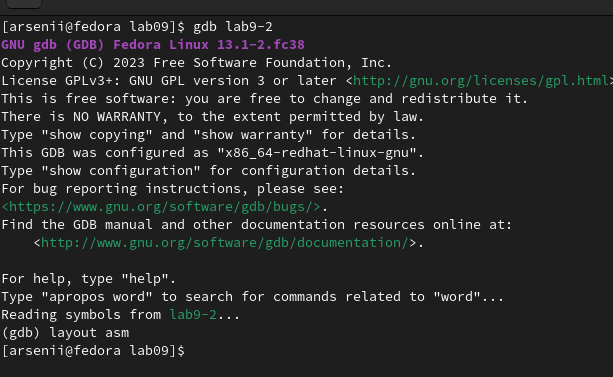 [arsenii@fedora lab09]$ gdb lab9-2
GNU gdb (GDB) Fedora Linux 13.1-2.fc38
Copyright (C) 2023 Free Software Foundation, Inc.
License GPLv3+: GNU GPL version 3 or later <http://gnu.org/licenses/gpl.html>
This is free software: you are free to change and redistribute it.
There is NO WARRANTY, to the extent permitted by law.
Type "show copying" and "show warranty" for details.
This GDB was configured as "x86_64-redhat-linux-gnu".
Type "show configuration" for configuration details.
For bug reporting instructions, please see:
<https://www.gnu.org/software/gdb/bugs/>.
Find the GDB manual and other documentation resources online at:
    <http://www.gnu.org/software/gdb/documentation/>.

For help, type "help".
Type "apropos word" to search for commands related to "word"...
Reading symbols from lab9-2...
(gdb) layout asm
[arsenii@fedora lab09]$